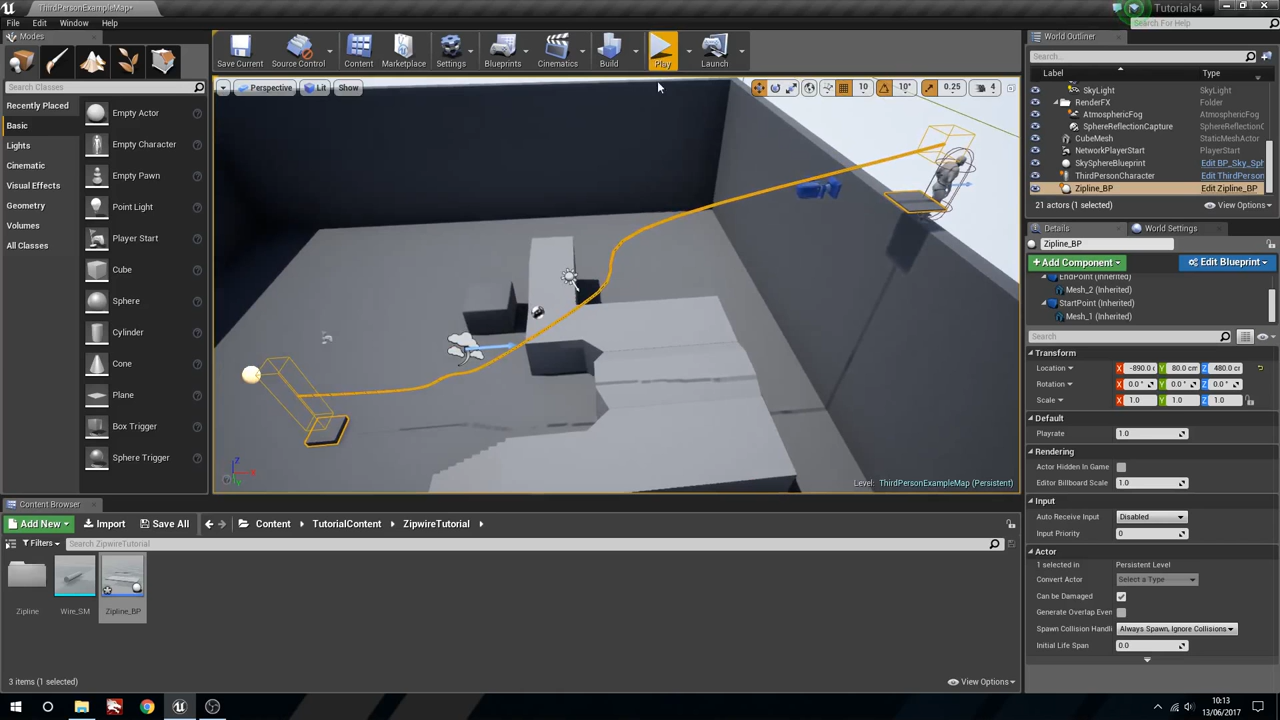 ThirdPersonExampleMap*
Tutorials4
File Edit Window Help
Search For Help
Modes
World Outliner
Save Current Source Control Content Marketplace Settings Blueprints Cinematics Build Play Launch
Search...
Label Type
Search Classes
Perspective Lit Show
10 10° 0.25 4
SkyLight SkyLight
RenderFX Folder
AtmosphericFog AtmosphericFog
SphereReflectionCapture SphereReflectionC
CubeMesh StaticMeshActor
NetworkPlayerStart PlayerStart
SkySphereBlueprint Edit BP_Sky_Sph
ThirdPersonCharacter Edit ThirdPerson
Zipline_BP Edit Zipline_BP
21 actors (1 selected) View Options
Recently Placed
Basic
Lights
Cinematic
Visual Effects
Geometry
Volumes
All Classes
Empty Actor
Empty Character
Empty Pawn
Point Light
Player Start
Cube
Sphere
Cylinder
Cone
Plane
Box Trigger
Sphere Trigger
Details World Settings
Zipline_BP
+Add Component Edit Blueprint
EndPoint (Inherited)
Mesh_2 (Inherited)
StartPoint (Inherited)
Mesh_1 (Inherited)
Search
Transform
Location X -890.0 c Y 80.0 cm Z 480.0 cm
Rotation X 0.0 ° Y 0.0 ° Z 0.0 °
Scale X 1.0 Y 1.0 Z 1.0
Default
Playrate 1.0
Rendering
Actor Hidden In Game
Editor Billboard Scale 1.0
Input
Auto Receive Input Disabled
Input Priority 0
Actor
1 selected in Persistent Level
Convert Actor Select a Type
Can be Damaged
Generate Overlap Even
Spawn Collision Handli Always Spawn, Ignore Collisions
Initial Life Span 0.0
Level: ThirdPersonExampleMap (Persistent)
Content Browser
Add New Import Save All Content TutorialContent ZipwireTutorial
Filters Search ZipwireTutorial
Zipline Wire_SM Zipline_BP
3 items (1 selected) View Options
10:13
13/06/2017